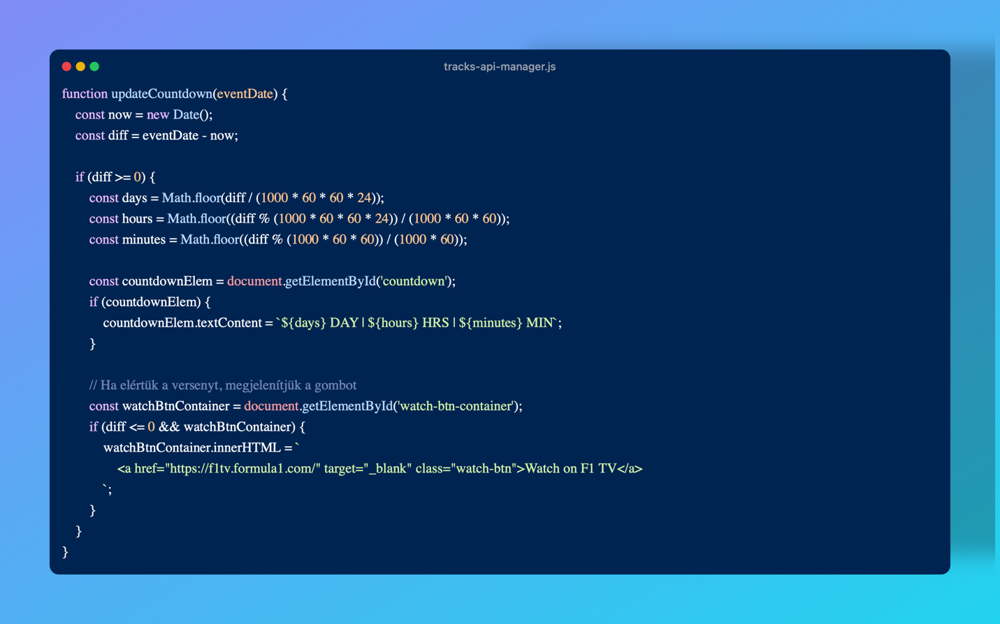 tracks-api-manager.js
function updateCountdown(eventDate) {
    const now = new Date();
    const diff = eventDate - now;

    if (diff >= 0) {
        const days = Math.floor(diff / (1000 * 60 * 60 * 24));
        const hours = Math.floor((diff % (1000 * 60 * 60 * 24)) / (1000 * 60 * 60));
        const minutes = Math.floor((diff % (1000 * 60 * 60)) / (1000 * 60));

        const countdownElem = document.getElementById('countdown');
        if (countdownElem) {
            countdownElem.textContent = `${days} DAY | ${hours} HRS | ${minutes} MIN`;
        }

        // Ha elértük a versenyt, megjelenítjük a gombot
        const watchBtnContainer = document.getElementById('watch-btn-container');
        if (diff <= 0 && watchBtnContainer) {
            watchBtnContainer.innerHTML = `
                <a href="https://f1tv.formula1.com/" target="_blank" class="watch-btn">Watch on F1 TV</a>
            `;
        }
    }
}